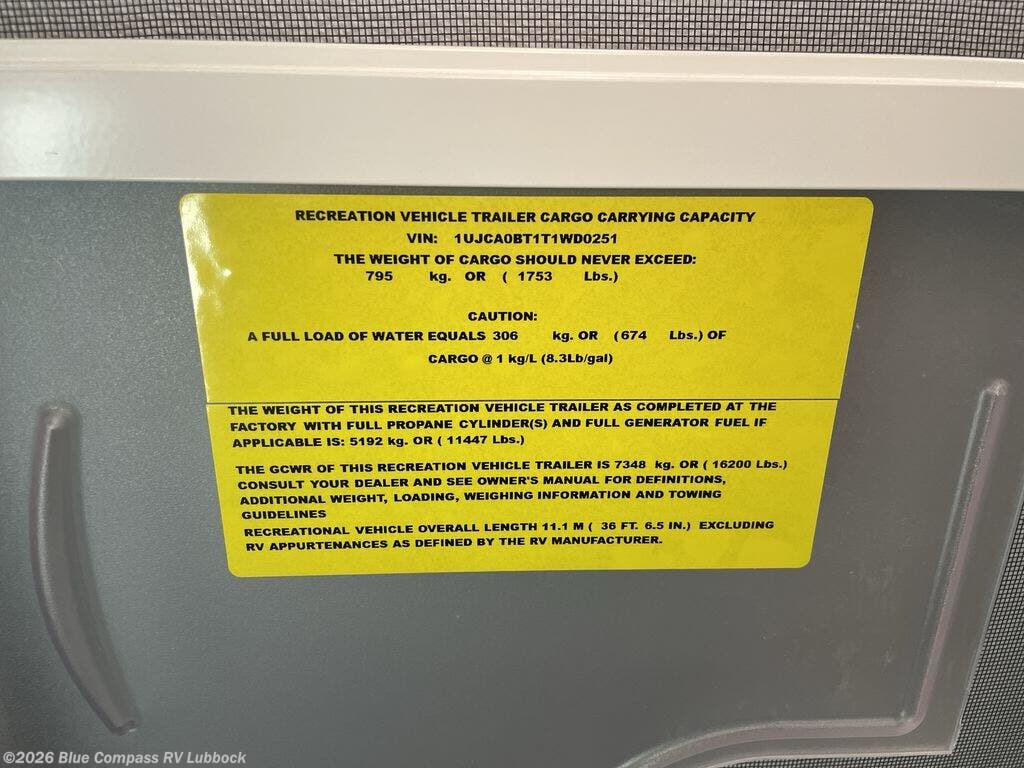 RECREATION VEHICLE TRAILER CARGO CARRYING CAPACITY
VIN: 1UJCA0BT1T1WD0251
THE WEIGHT OF CARGO SHOULD NEVER EXCEED:
795 kg. OR ( 1753 Lbs.)
CAUTION:
A FULL LOAD OF WATER EQUALS 306 kg. OR (674 Lbs.) OF
CARGO @ 1 kg/L (8.3Lb/gal)
THE WEIGHT OF THIS RECREATION VEHICLE TRAILER AS COMPLETED AT THE
FACTORY WITH FULL PROPANE CYLINDER(S) AND FULL GENERATOR FUEL IF
APPLICABLE IS: 5192 kg. OR ( 11447 Lbs.)
THE GCWR OF THIS RECREATION VEHICLE TRAILER IS 7348 kg. OR ( 16200 Lbs.)
CONSULT YOUR DEALER AND SEE OWNER'S MANUAL FOR DEFINITIONS,
ADDITIONAL WEIGHT, LOADING, WEIGHING INFORMATION AND TOWING
GUIDELINES
RECREATIONAL VEHICLE OVERALL LENGTH 11.1 M ( 36 FT. 6.5 IN.) EXCLUDING
RV APPURTENANCES AS DEFINED BY THE RV MANUFACTURER.
©2026 Blue Compass RV Lubbock